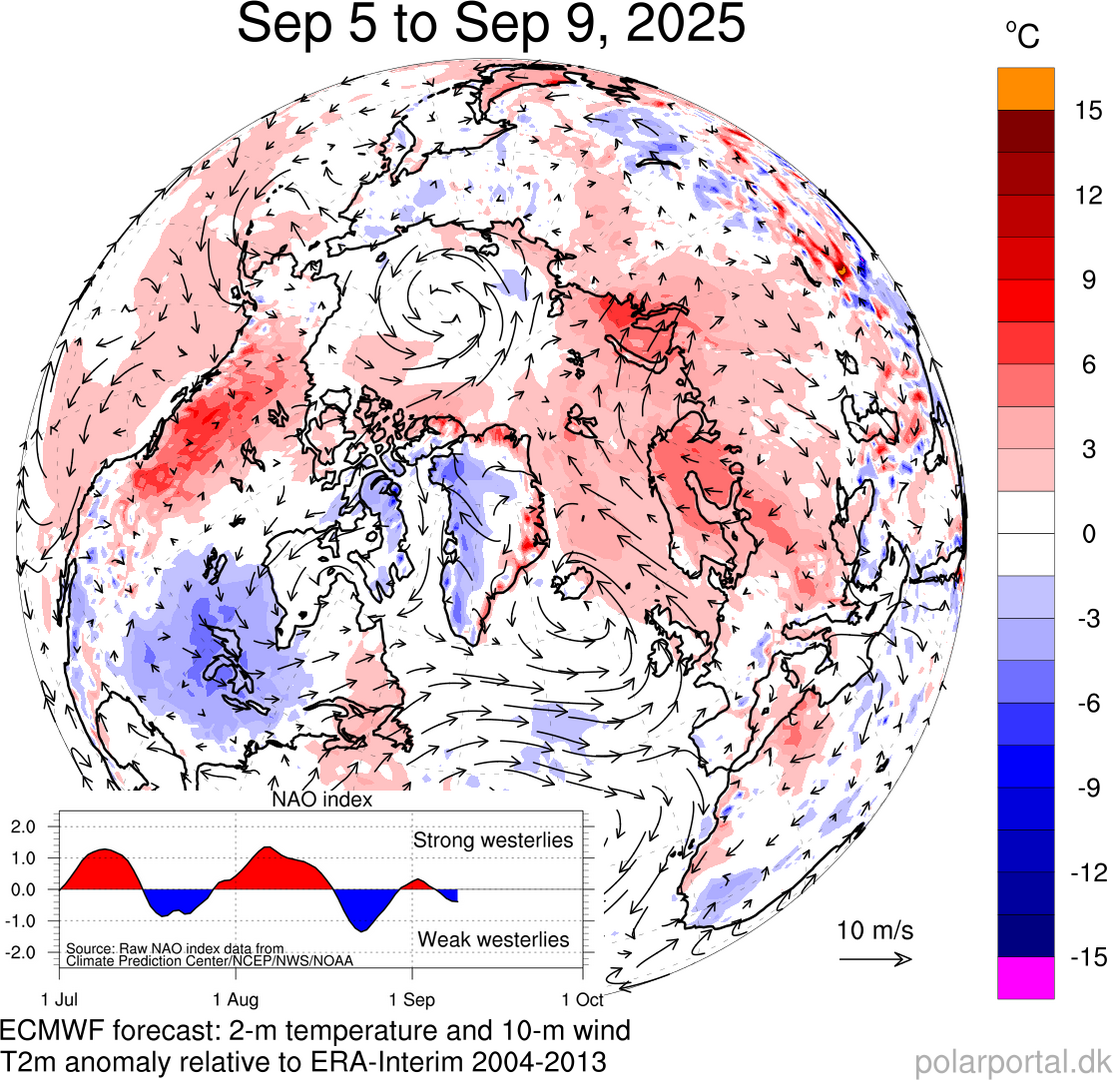 Sep 5 to Sep 9, 2025
oC
15
12
9
6
3
0
-3
-6
-9
-12
-15
NAO index
2.0
1.0
0.0
-1.0
-2.0
Strong westerlies
Weak westerlies
Source: Raw NAO index data from
Climate Prediction Center/NCEP/NWS/NOAA
1 Jul
1 Aug
1 Sep
1 Oct
10 m/s
ECMWF forecast: 2-m temperature and 10-m wind
T2m anomaly relative to ERA-Interim 2004-2013
polarportal.dk